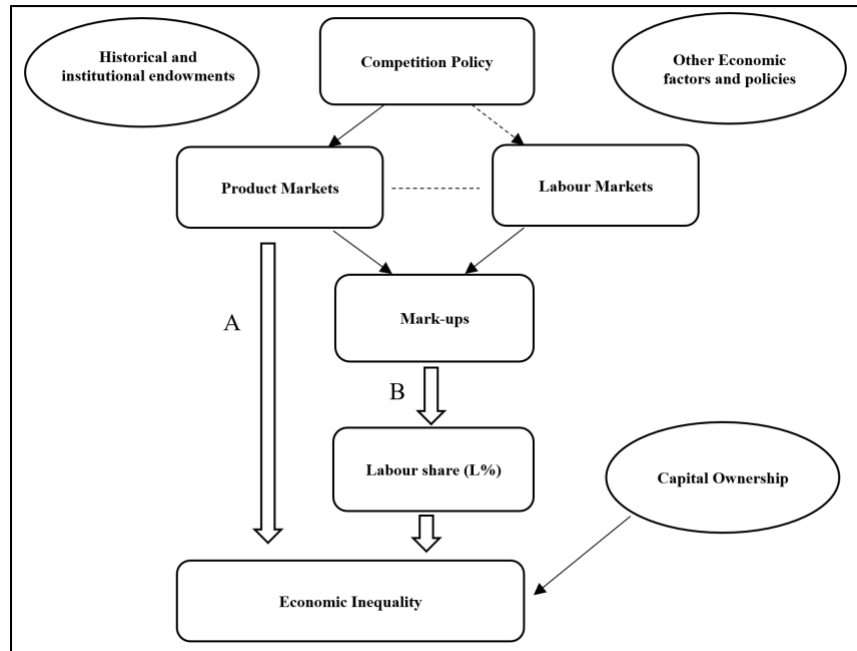 Historical and
institutional endowments
Competition Policy
Other Economic
factors and policies
Product Markets
Labour Markets
A
Mark-ups
B
Labour share (L%)
Capital Ownership
Economic Inequality